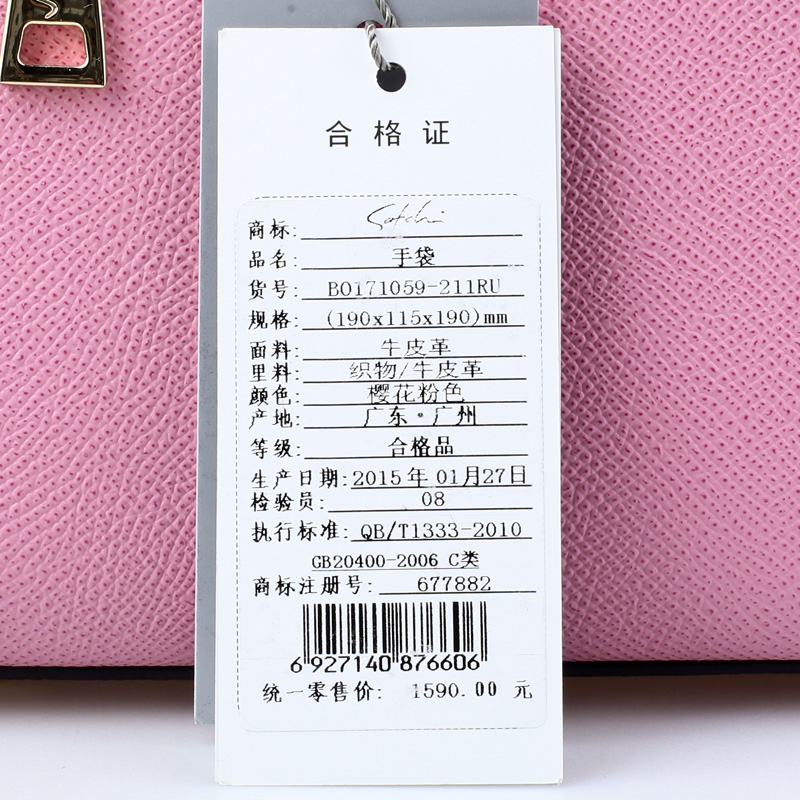 合格证
商标: Satchi
品名: 手袋
货号: BO171059-211RU
规格: (190x115x190)mm
面料: 牛皮革
里料: 织物/牛皮革
颜色: 樱花粉色
产地: 广东·广州
等级: 合格品
生产日期: 2015年 01月27日
检验员: 08
执行标准: QB/T1333-2010
GB20400-2006 C类
商标注册号: 677882
6 927140 876606
统一零售价: 1590.00 元